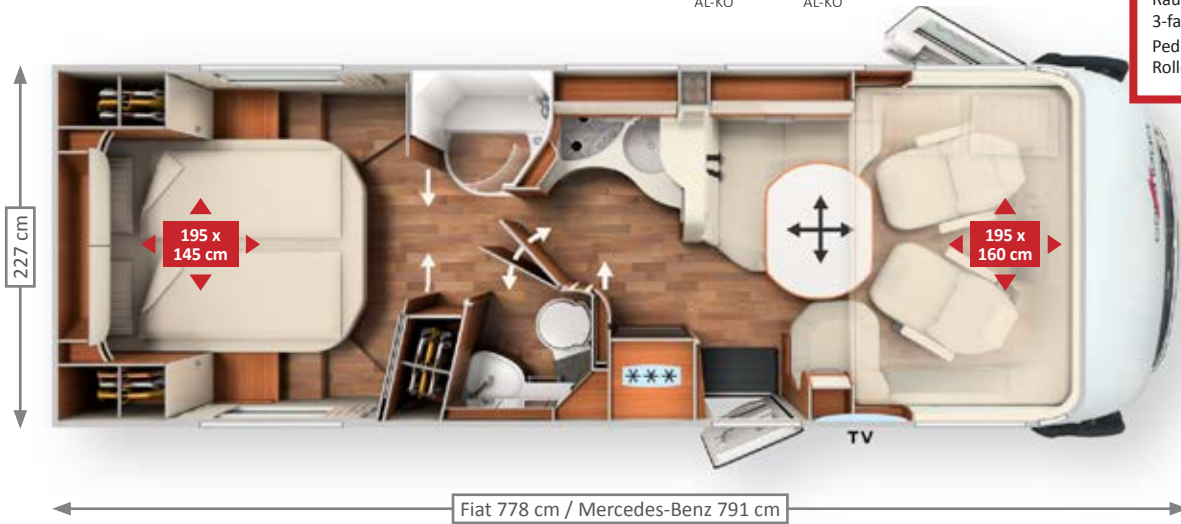 AL-KO
AL-KO
3-fa
Ped
Roll
227 cm
195 x
145 cm
195 x
160 cm
TV
Fiat 778 cm / Mercedes-Benz 791 cm